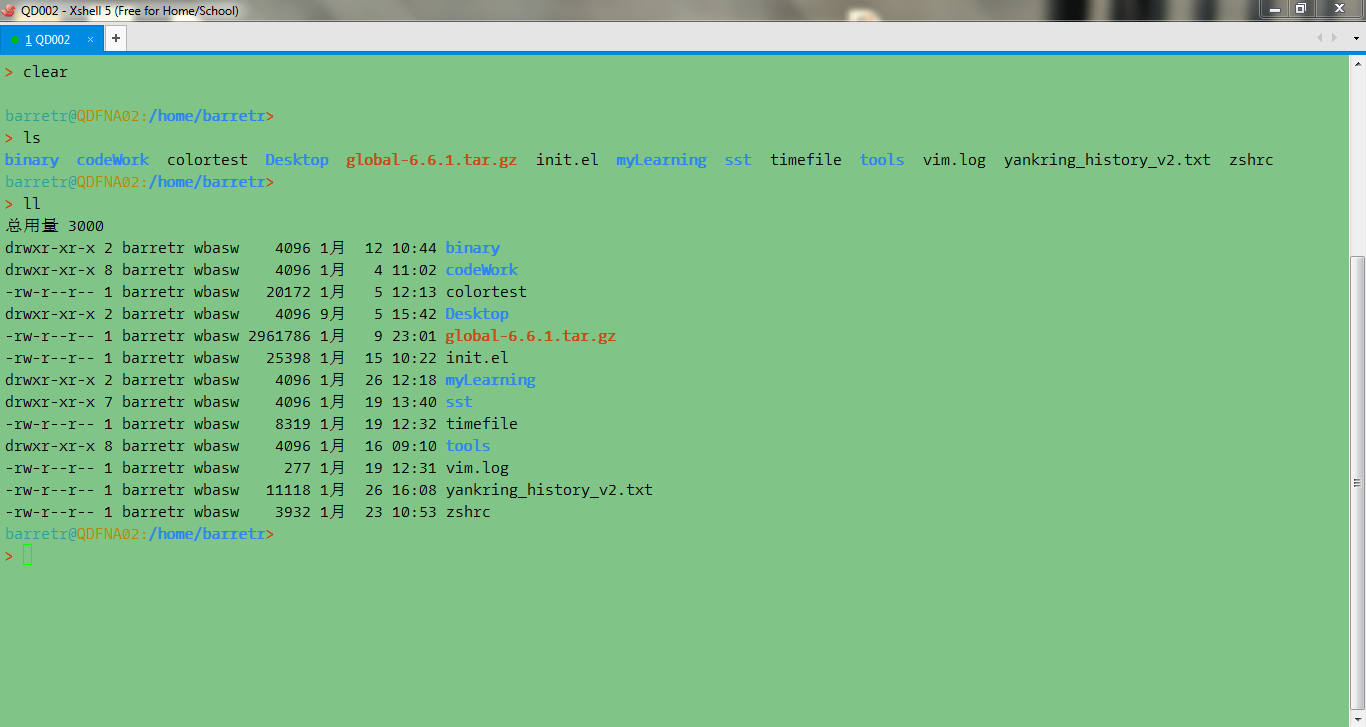 QD002 - Xshell 5 (Free for Home/School)
1 QD002 × +
> clear
barretr@QDFNA02:/home/barretr>
> ls
binary  codeWork  colortest  Desktop  global-6.6.1.tar.gz  init.el  myLearning  sst  timefile  tools  vim.log  yankring_history_v2.txt  zshrc
barretr@QDFNA02:/home/barretr>
> ll
总用量 3000
drwxr-xr-x 2 barretr wbasw    4096 1月  12 10:44 binary
drwxr-xr-x 8 barretr wbasw    4096 1月   4 11:02 codeWork
-rw-r--r-- 1 barretr wbasw   20172 1月   5 12:13 colortest
drwxr-xr-x 2 barretr wbasw    4096 9月   5 15:42 Desktop
-rw-r--r-- 1 barretr wbasw 2961786 1月   9 23:01 global-6.6.1.tar.gz
-rw-r--r-- 1 barretr wbasw   25398 1月  15 10:22 init.el
drwxr-xr-x 2 barretr wbasw    4096 1月  26 12:18 myLearning
drwxr-xr-x 7 barretr wbasw    4096 1月  19 13:40 sst
-rw-r--r-- 1 barretr wbasw    8319 1月  19 12:32 timefile
drwxr-xr-x 8 barretr wbasw    4096 1月  16 09:10 tools
-rw-r--r-- 1 barretr wbasw     277 1月  19 12:31 vim.log
-rw-r--r-- 1 barretr wbasw   11118 1月  26 16:08 yankring_history_v2.txt
-rw-r--r-- 1 barretr wbasw    3932 1月  23 10:53 zshrc
barretr@QDFNA02:/home/barretr>
>